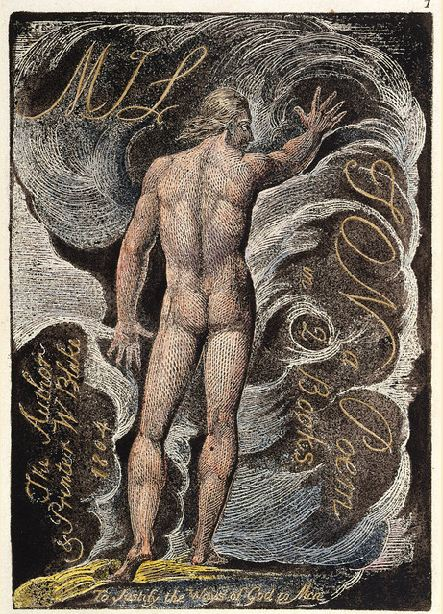 MIL
TON
a Poem
in 2 Books
The Author
& Printer W Blake
1804
To Justify the Ways of God to Men
1